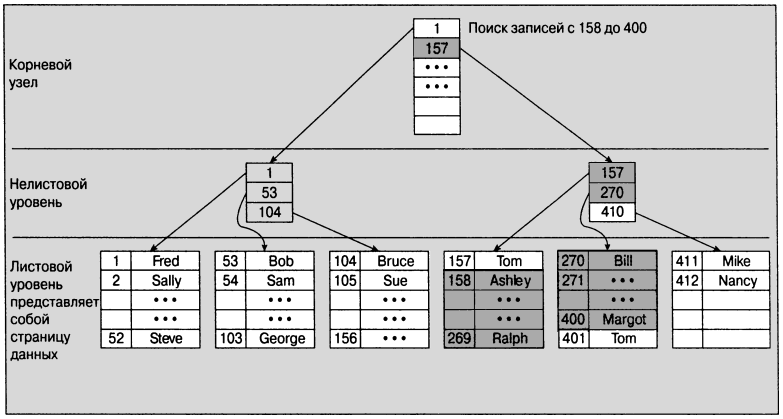 1 Поиск записей с 158 до 400
157
Корневой
узел
•••
•••
Нелистовой
уровень
1
53
104
157
270
410
Листовой
уровень
представляет
собой
страницу
данных
1 Fred
2 Sally
•••
•••
52 Steve
53 Bob
54 Sam
•••
•••
103 George
104 Bruce
105 Sue
•••
•••
156 •••
157 Tom
158 Ashley
•••
•••
269 Ralph
270 Bill
271 •••
•••
400 Margot
401 Tom
411 Mike
412 Nancy